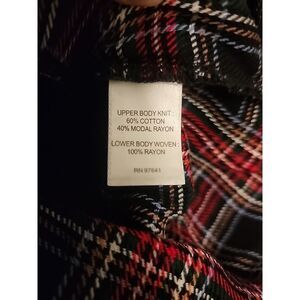 UPPER BODY KNIT :
60% COTTON
40% MODAL RAYON
LOWER BODY WOVEN :
100% RAYON
RN 97641